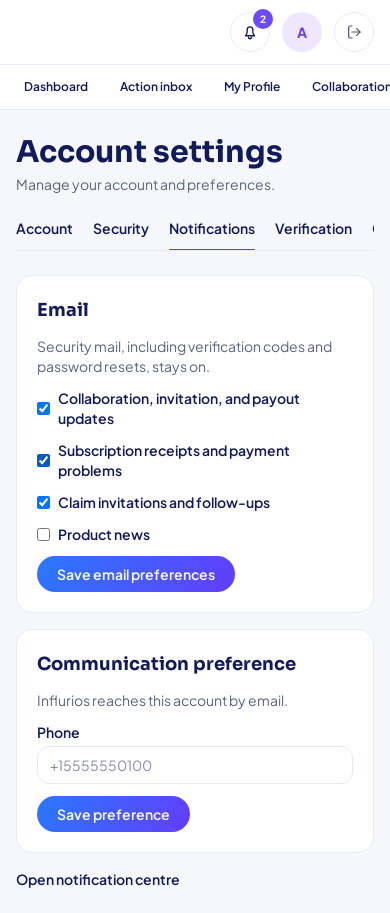 2
A
Dashboard Action inbox My Profile Collaboration
Account settings
Manage your account and preferences.
Account Security Notifications Verification
Email
Security mail, including verification codes and
password resets, stay on.
Collaboration, invitation, and payout
updates
Subscription receipts and payment
problems
Claim invitations and follow-ups
Product news
Save email preferences
Communication preference
Influrios reaches this account by email.
Phone
+15555550100
Save preference
Open notification centre